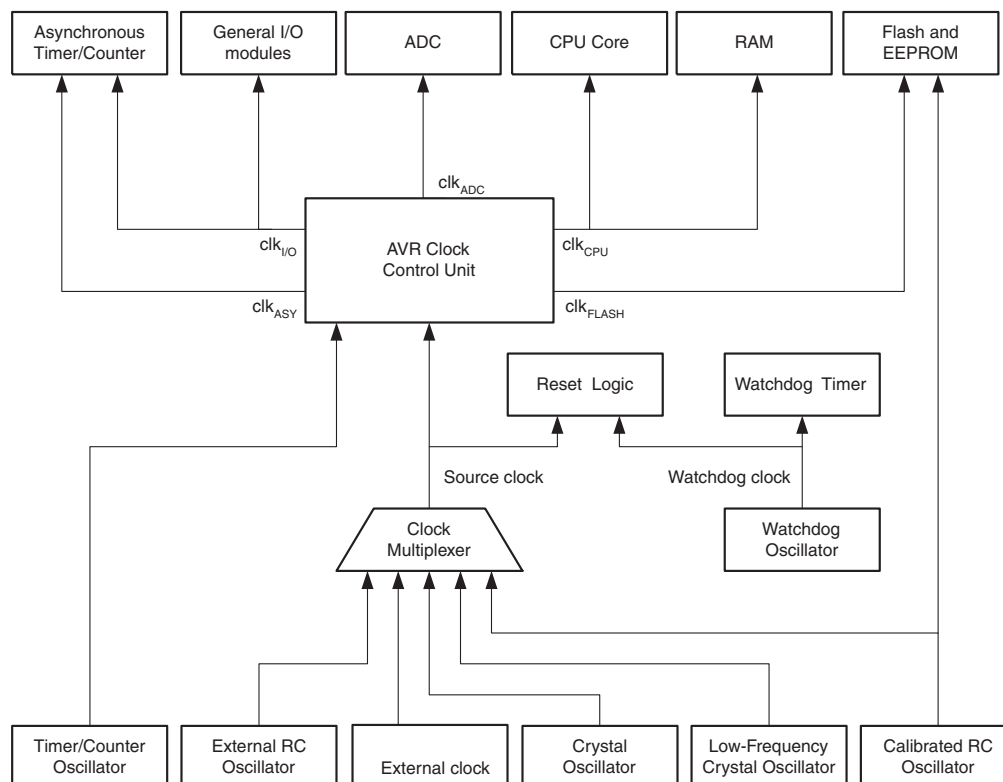 Asynchronous
Timer/Counter
General I/O
modules
ADC
CPU Core
RAM
Flash and
EEPROM
clkADC
clkI/O
AVR Clock
Control Unit
clkCPU
clkASY
clkFLASH
Reset Logic
Watchdog Timer
Source clock
Watchdog clock
Clock
Multiplexer
Watchdog
Oscillator
Timer/Counter
Oscillator
External RC
Oscillator
External clock
Crystal
Oscillator
Low-Frequency
Crystal Oscillator
Calibrated RC
Oscillator